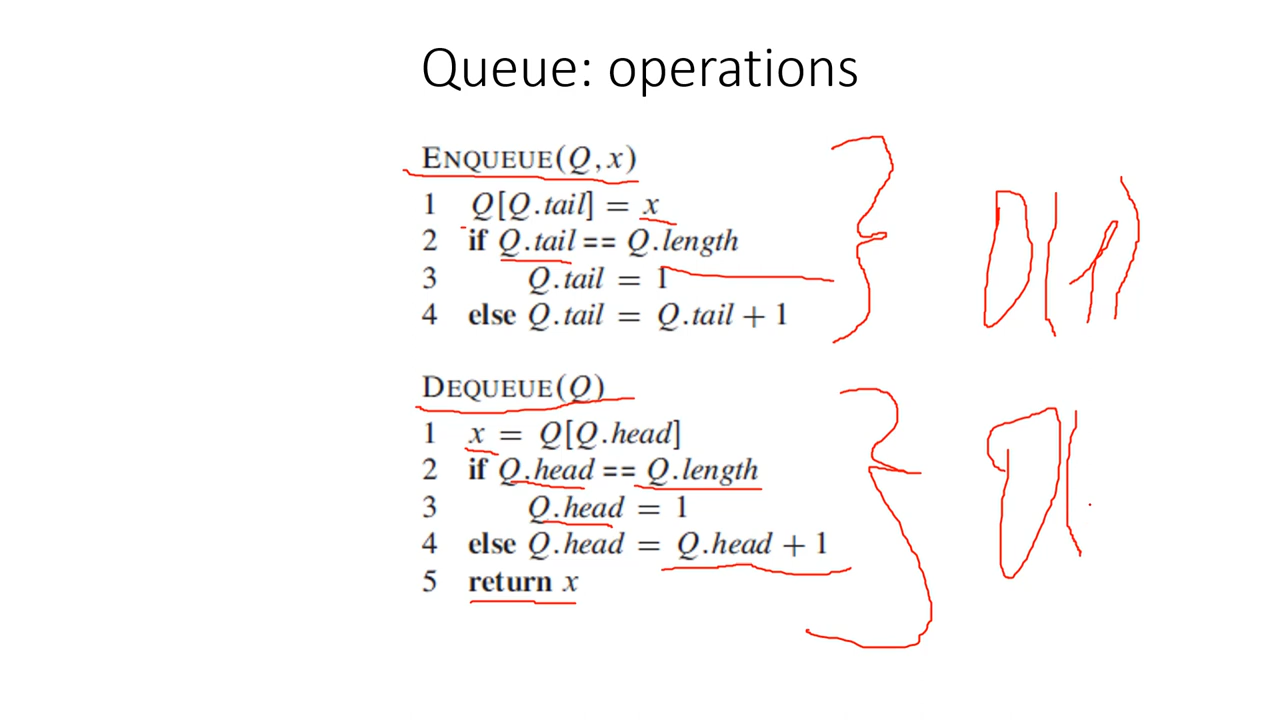 Queue: operations
ENQUEUE(Q, x)
1 Q[Q.tail] = x
2 if Q.tail == Q.length
3 Q.tail = 1
4 else Q.tail = Q.tail + 1
O(1)
DEQUEUE(Q)
1 x = Q[Q.head]
2 if Q.head == Q.length
3 Q.head = 1
4 else Q.head = Q.head + 1
5 return x
O(